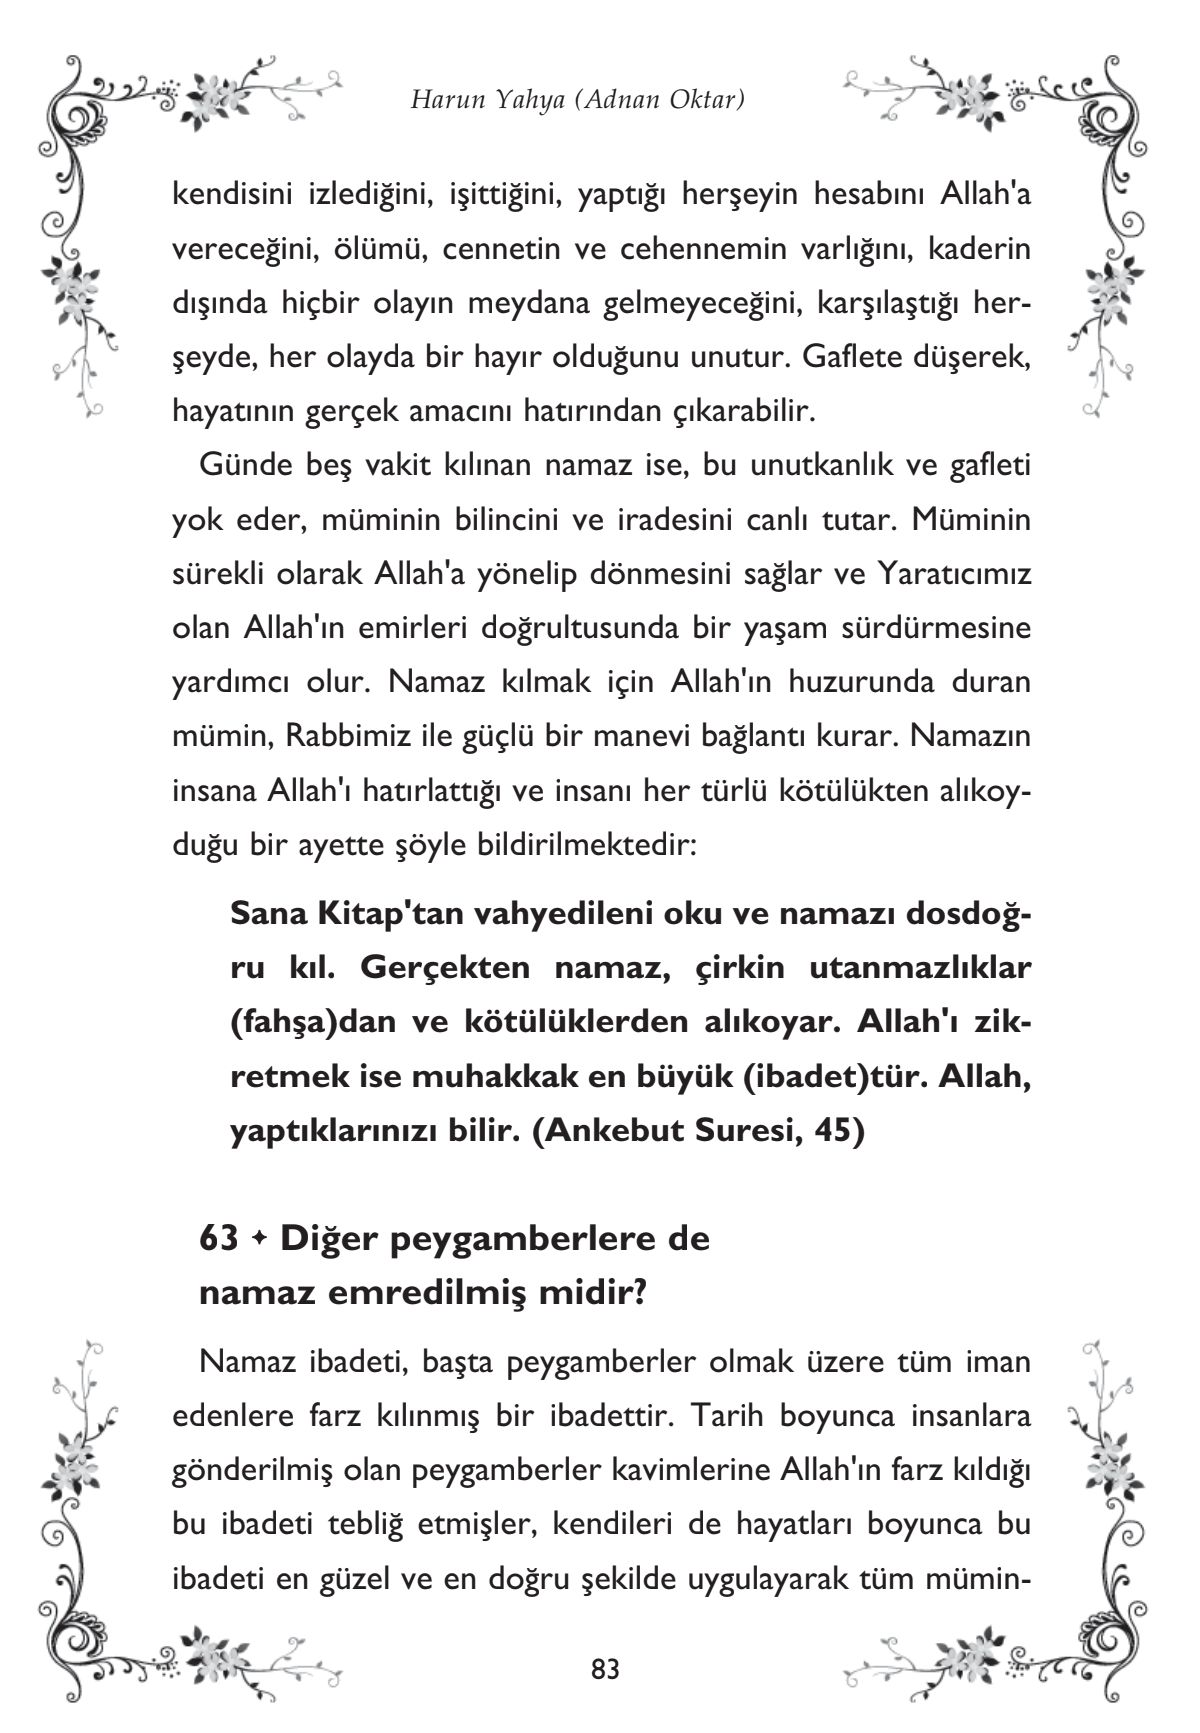 Harun Yahya (Adnan Oktar)
kendisini izlediğini, işittiğini, yaptığı herşeyin hesabını Allah'a
vereceğini, ölümü, cennetin ve cehennemin varlığını, kaderin
dışında hiçbir olayın meydana gelmeyeceğini, karşılaştığı her-
şeyde, her olayda bir hayır olduğunu unutur. Gaflete düşerek,
hayatının gerçek amacını hatırından çıkarabilir.
Günde beş vakit kılınan namaz ise, bu unutkanlık ve gafleti
yok eder, müminin bilincini ve iradesini canlı tutar. Müminin
sürekli olarak Allah'a yönelip dönmesini sağlar ve Yaratıcımız
olan Allah'ın emirleri doğrultusunda bir yaşam sürdürmesine
yardımcı olur. Namaz kılmak için Allah'ın huzurunda duran
mümin, Rabbimiz ile güçlü bir manevi bağlantı kurar. Namazın
insana Allah'ı hatırlattığı ve insanı her türlü kötülükten alıkoy-
duğu bir ayette şöyle bildirilmektedir:
Sana Kitap'tan vahyedileni oku ve namazı dosdoğ-
ru kıl. Gerçekten namaz, çirkin utanmazlıklar
(fahşa)dan ve kötülüklerden alıkoyar. Allah'ı zik-
retmek ise muhakkak en büyük (ibadet)tür. Allah,
yaptıklarınızı bilir. (Ankebut Suresi, 45)
63 ✦ Diğer peygamberlere de
namaz emredilmiş midir?
Namaz ibadeti, başta peygamberler olmak üzere tüm iman
edenlere farz kılınmış bir ibadettir. Tarih boyunca insanlara
gönderilmiş olan peygamberler kavimlerine Allah'ın farz kıldığı
bu ibadeti tebliğ etmişler, kendileri de hayatları boyunca bu
ibadeti en güzel ve en doğru şekilde uygulayarak tüm mümin-
83